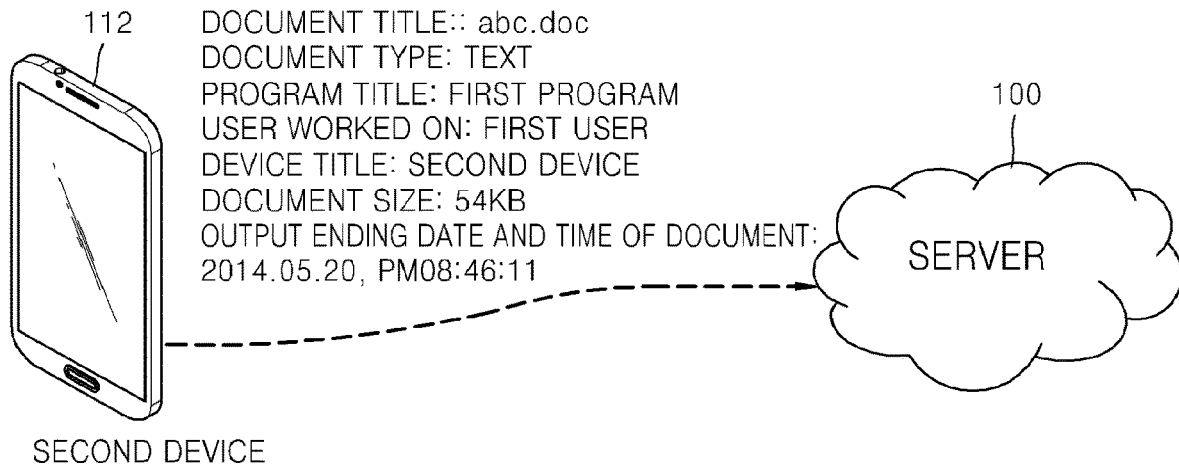 112
DOCUMENT TITLE:: abc.doc
DOCUMENT TYPE: TEXT
PROGRAM TITLE: FIRST PROGRAM
USER WORKED ON: FIRST USER
DEVICE TITLE: SECOND DEVICE
DOCUMENT SIZE: 54KB
OUTPUT ENDING DATE AND TIME OF DOCUMENT:
2014.05.20, PM08:46:11
100
SERVER
SECOND DEVICE